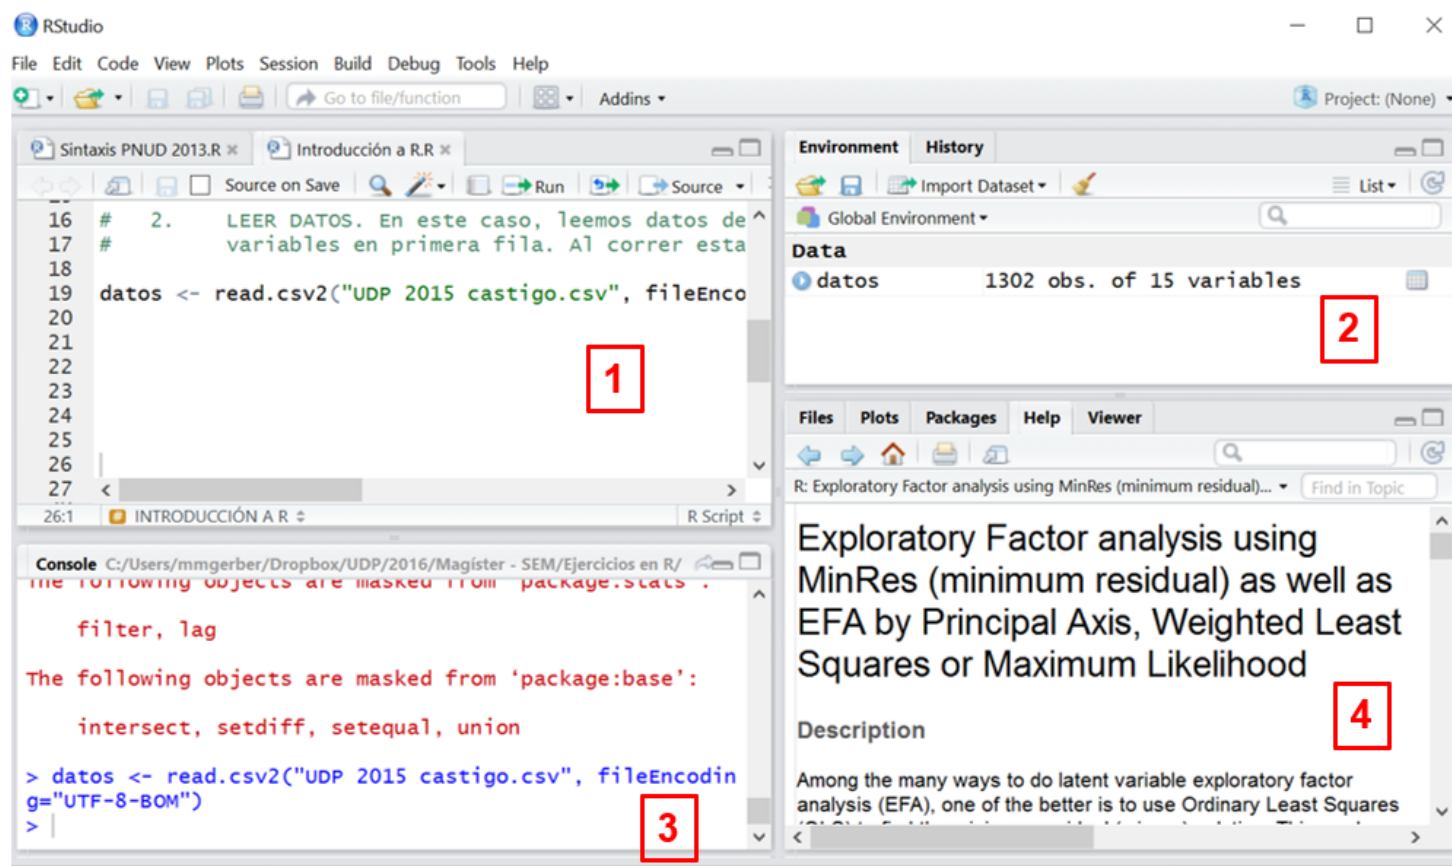 RStudio
File Edit Code View Plots Session Build Debug Tools Help
Go to file/function Addins Project: (None)
Sintaxis PNUD 2013.R Introducción a R.R
Source on Save Run Source
16 # 2. LEER DATOS. En este caso, leemos datos de
17 # variables en primera fila. Al correr esta
18
19 datos <- read.csv2("UDP 2015 castigo.csv", fileEnco
20
21
22
23
24
25
26
27
1
26:1 INTRODUCCIÓN A R R Script
Environment History
Import Dataset List
Global Environment
Data
datos 1302 obs. of 15 variables
2
Console C:/Users/mmgerber/Dropbox/UDP/2016/Magíster - SEM/Ejercicios en R/
The following objects are masked from ‘package:stats’:
filter, lag
The following objects are masked from ‘package:base’:
intersect, setdiff, setequal, union
> datos <- read.csv2("UDP 2015 castigo.csv", fileEncodin
g="UTF-8-BOM")
>
3
Files Plots Packages Help Viewer
R: Exploratory Factor analysis using MinRes (minimum residual)... Find in Topic
Exploratory Factor analysis using
MinRes (minimum residual) as well as
EFA by Principal Axis, Weighted Least
Squares or Maximum Likelihood
4
Description
Among the many ways to do latent variable exploratory factor
analysis (EFA), one of the better is to use Ordinary Least Squares